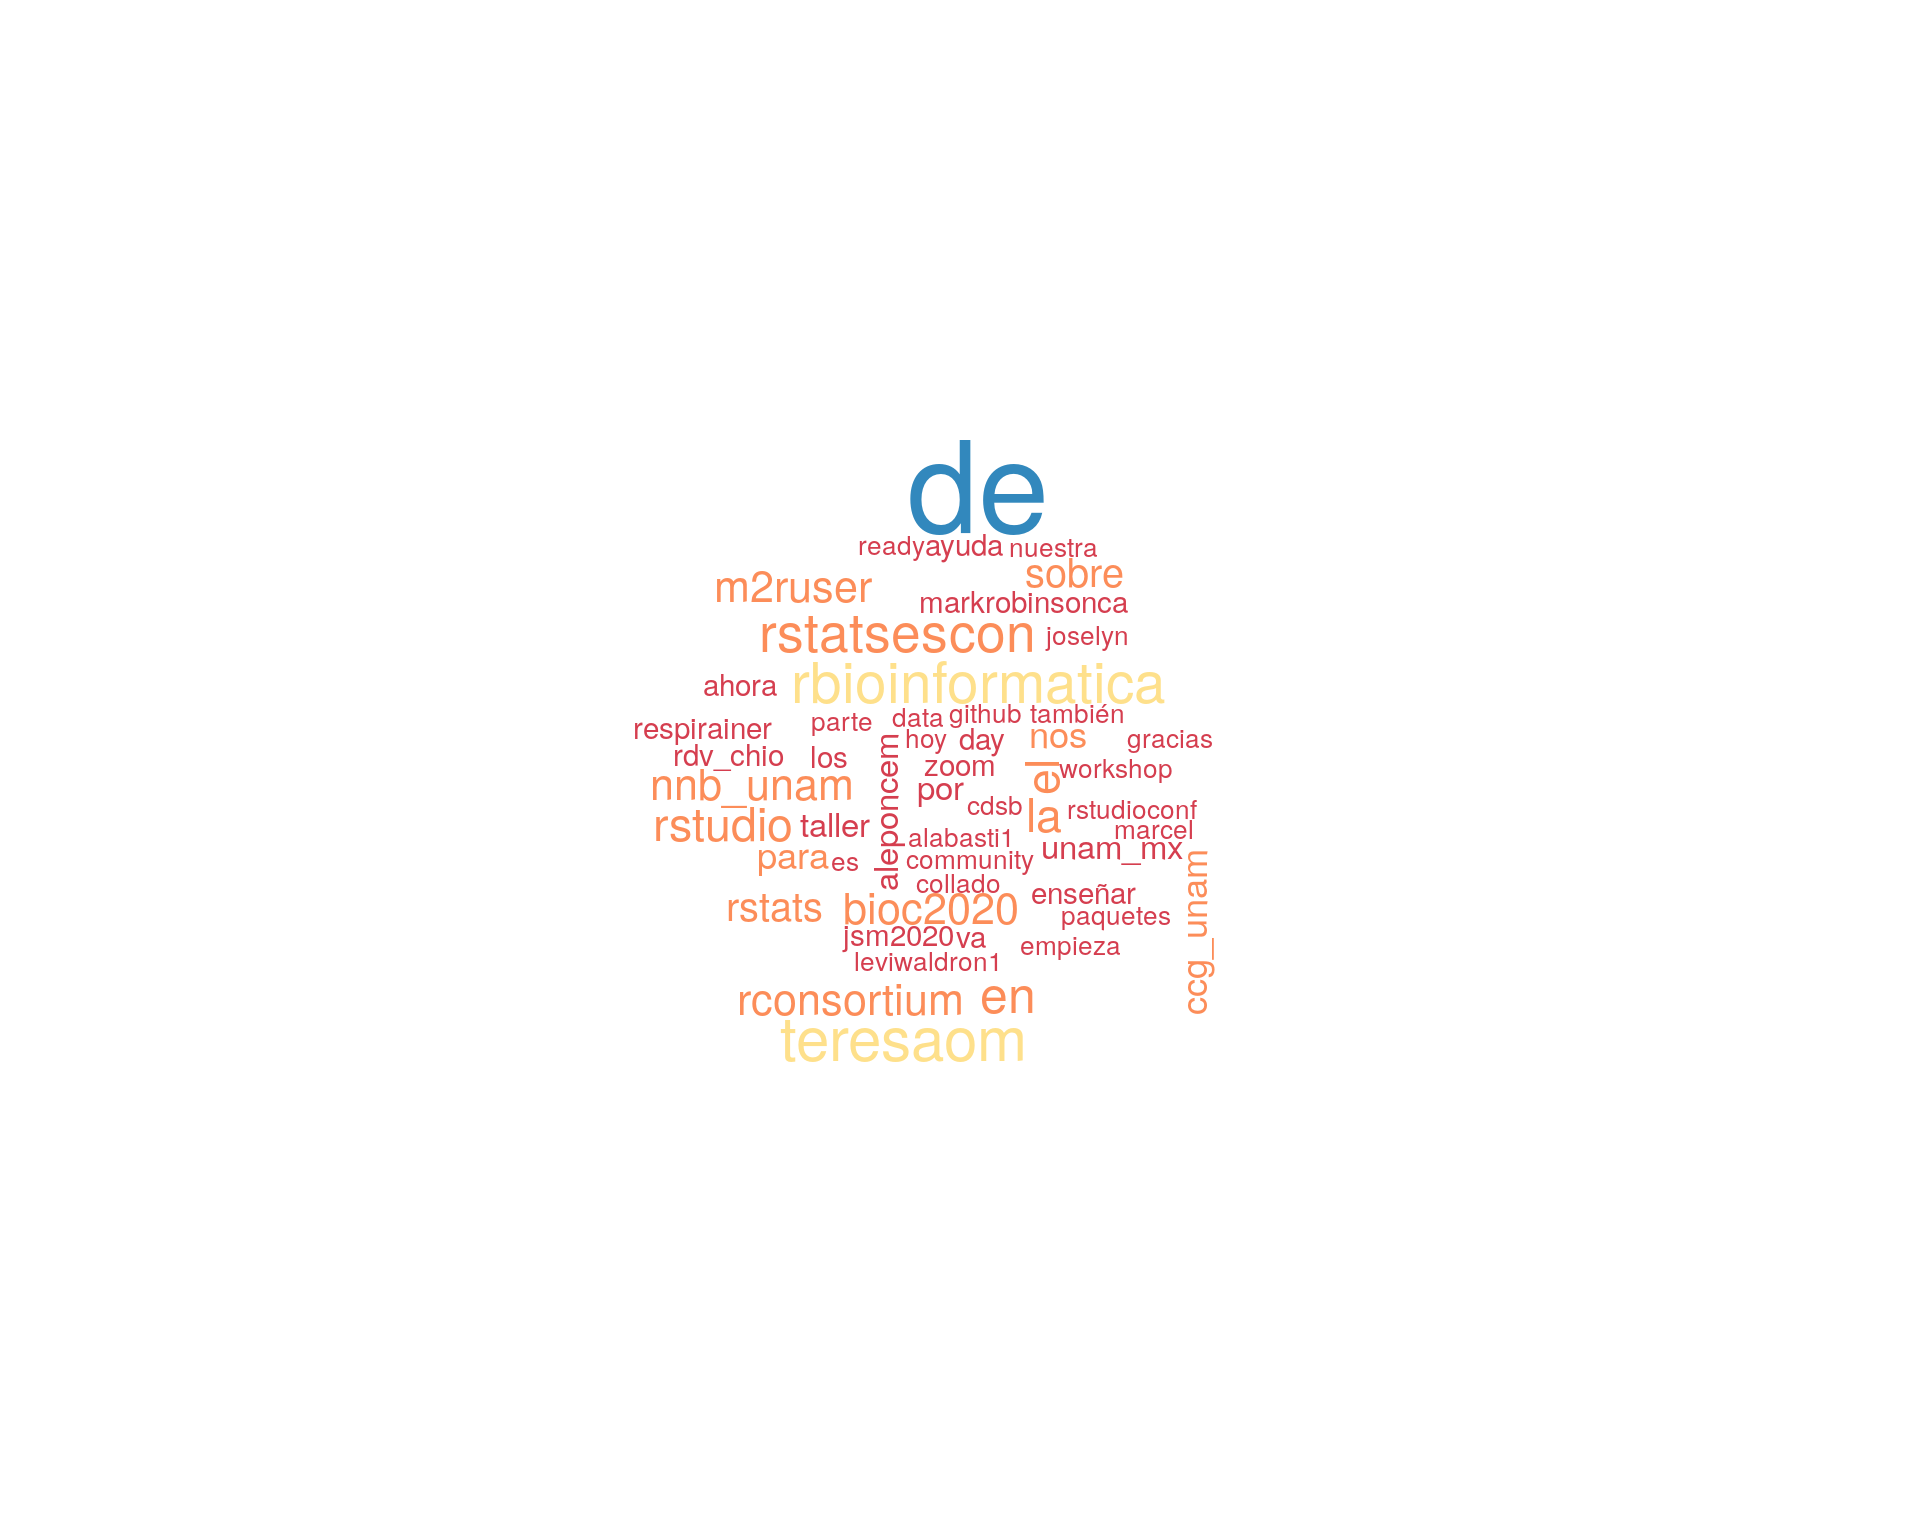 de
ready ayuda nuestra
m2ruser sobre
markrobinsonca
rstatsescon joselyn
rbioinformatica
ahora
respirainer parte data github también
hoy day nos gracias
rdv_chio los zoom el workshop
nnb_unam aleponcem por
cdsb la rstudioconf
rstudio taller alabasti1 marcel
para es community unam_mx
collado enseñar ccg_unam
rstats bioc2020 paquetes
jsm2020 va empieza
leviwaldron1
rconsortium en
teresaom